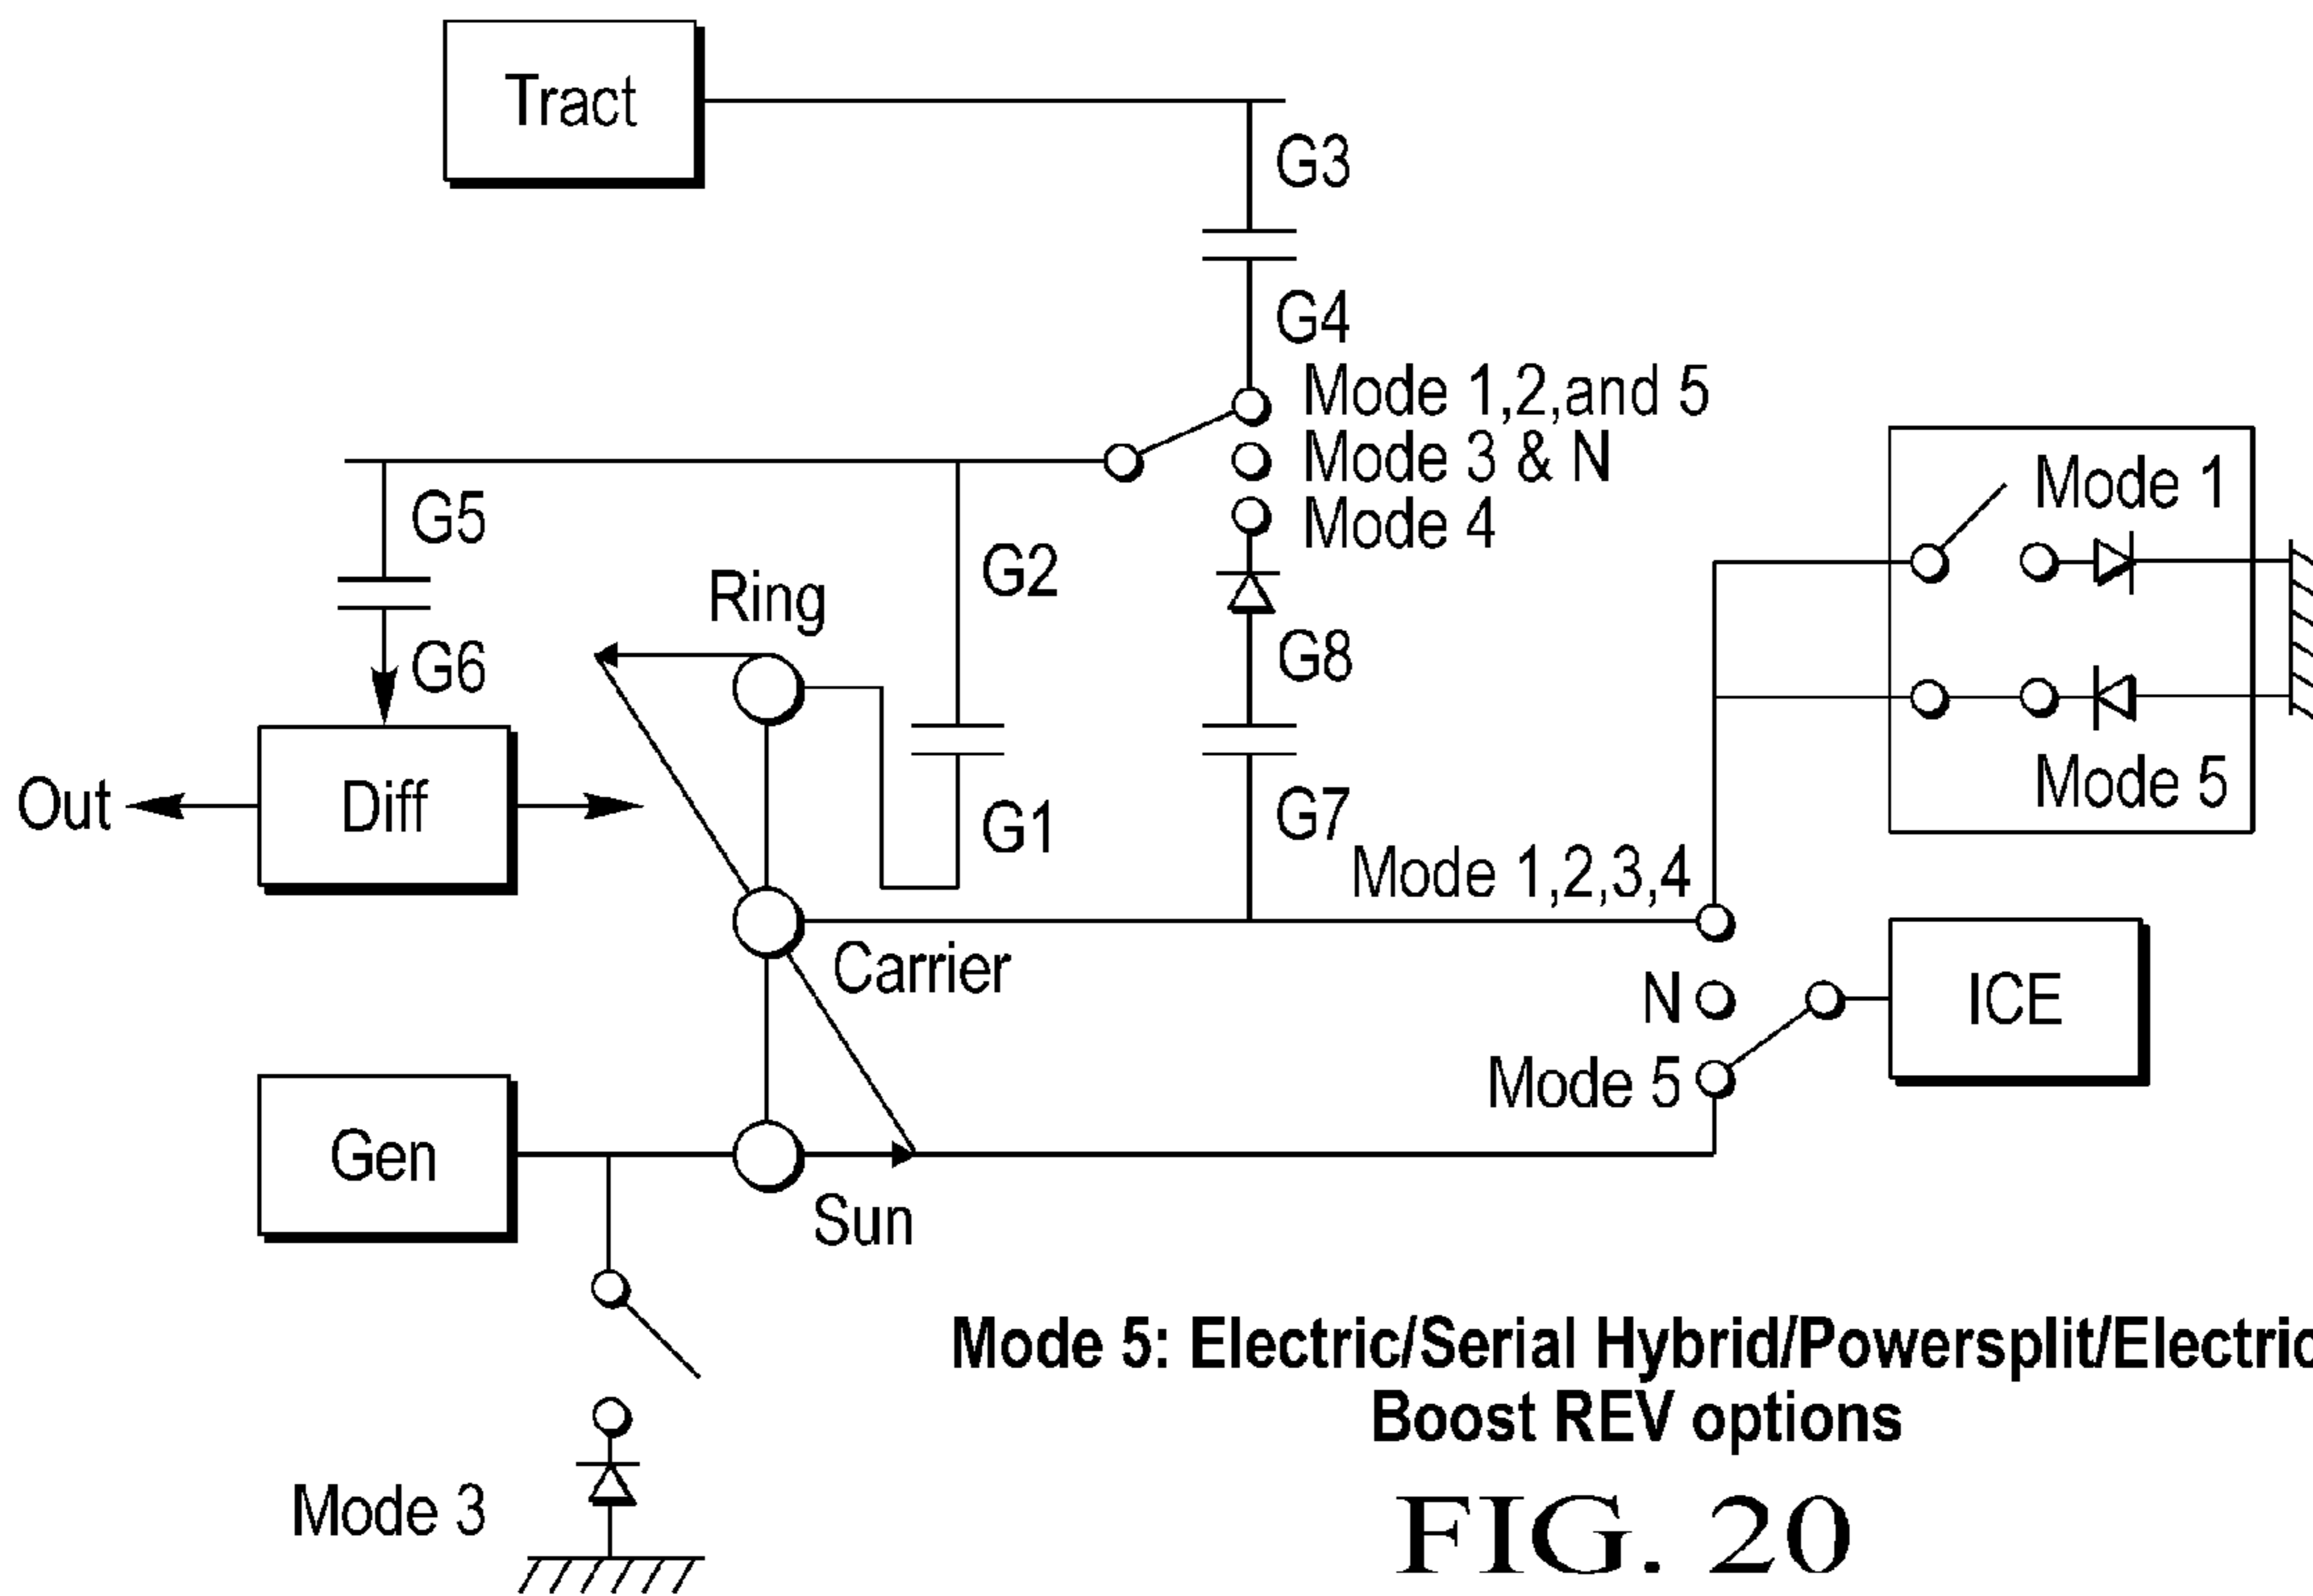 Tract
G3
G4
Mode 1,2,and 5
Mode 3 & N
Mode 4
Mode 1
G5
G2
Ring
G6
G8
Out
Diff
G1
G7
Mode 5
Mode 1,2,3,4
Carrier
N
ICE
Mode 5
Gen
Sun
Mode 3
Mode 5: Electric/Serial Hybrid/Powersplit/Electric
Boost REV options
FIG. 20